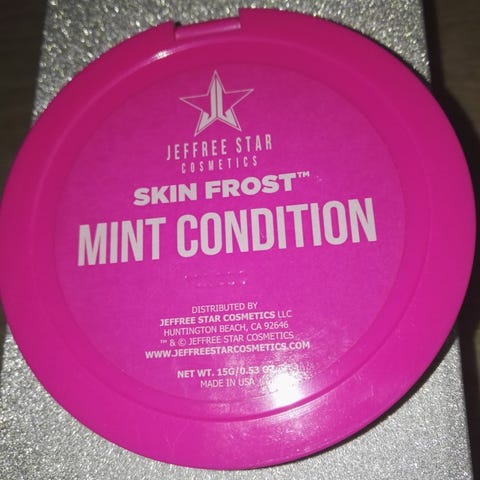 JEFFREE STAR
COSMETICS
SKIN FROST™
MINT CONDITION
DISTRIBUTED BY
JEFFREE STAR COSMETICS LLC
HUNTINGTON BEACH, CA 92646
™ & © JEFFREE STAR COSMETICS
WWW.JEFFREESTARCOSMETICS.COM
NET WT. 15G/0.53 OZ
MADE IN USA